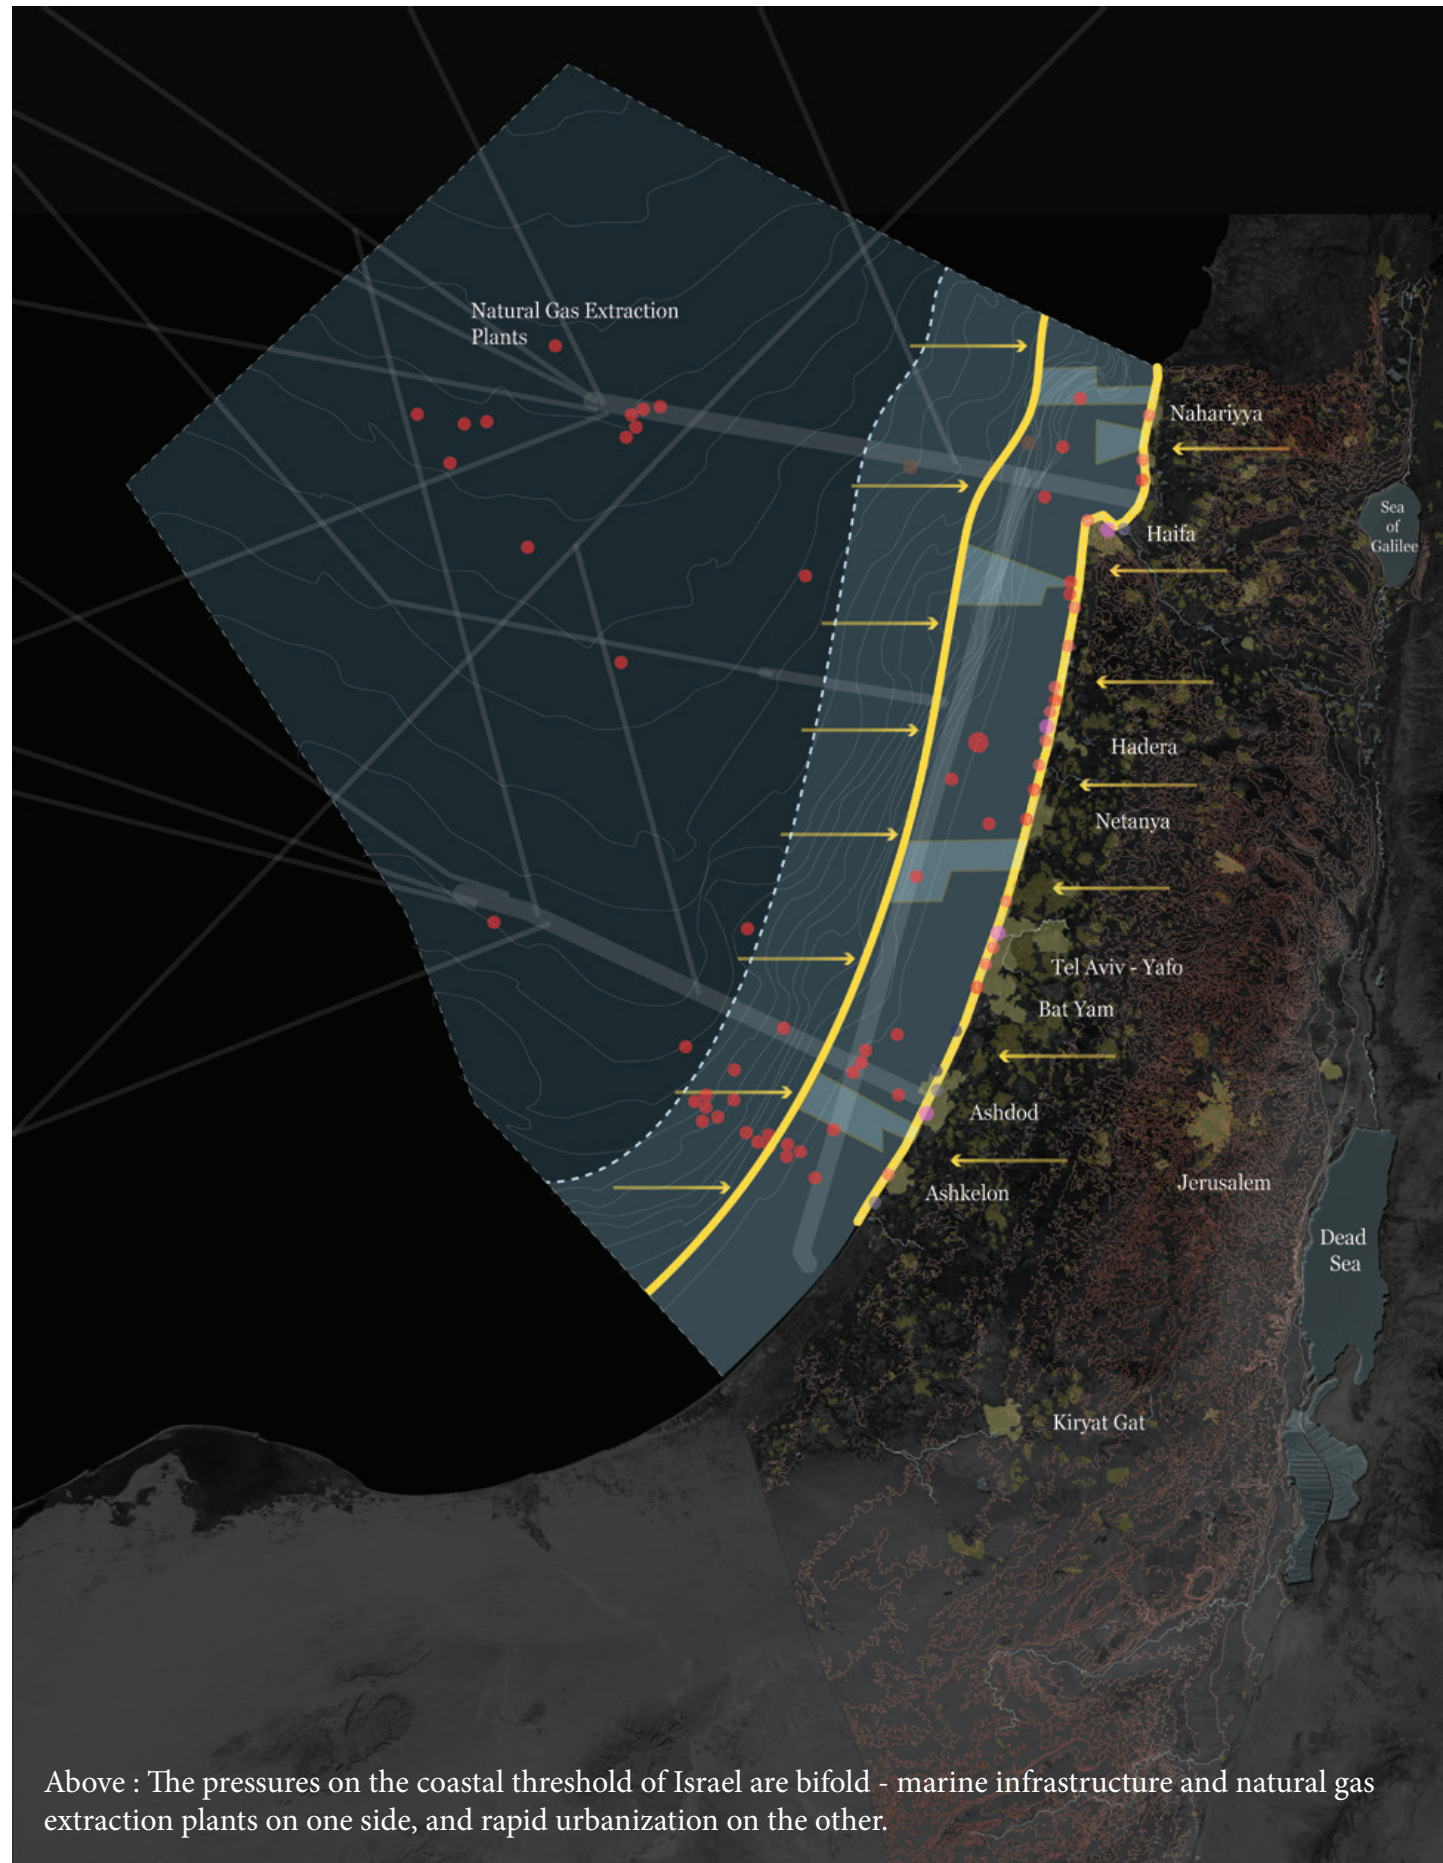 Natural Gas Extraction
Plants
Nahariyya
Sea
of
Galilee
Haifa
Hadera
Netanya
Tel Aviv - Yafo
Bat Yam
Ashdod
Jerusalem
Ashkelon
Dead
Sea
Kiryat Gat
Above : The pressures on the coastal threshold of Israel are bifold - marine infrastructure and natural gas
extraction plants on one side, and rapid urbanization on the other.